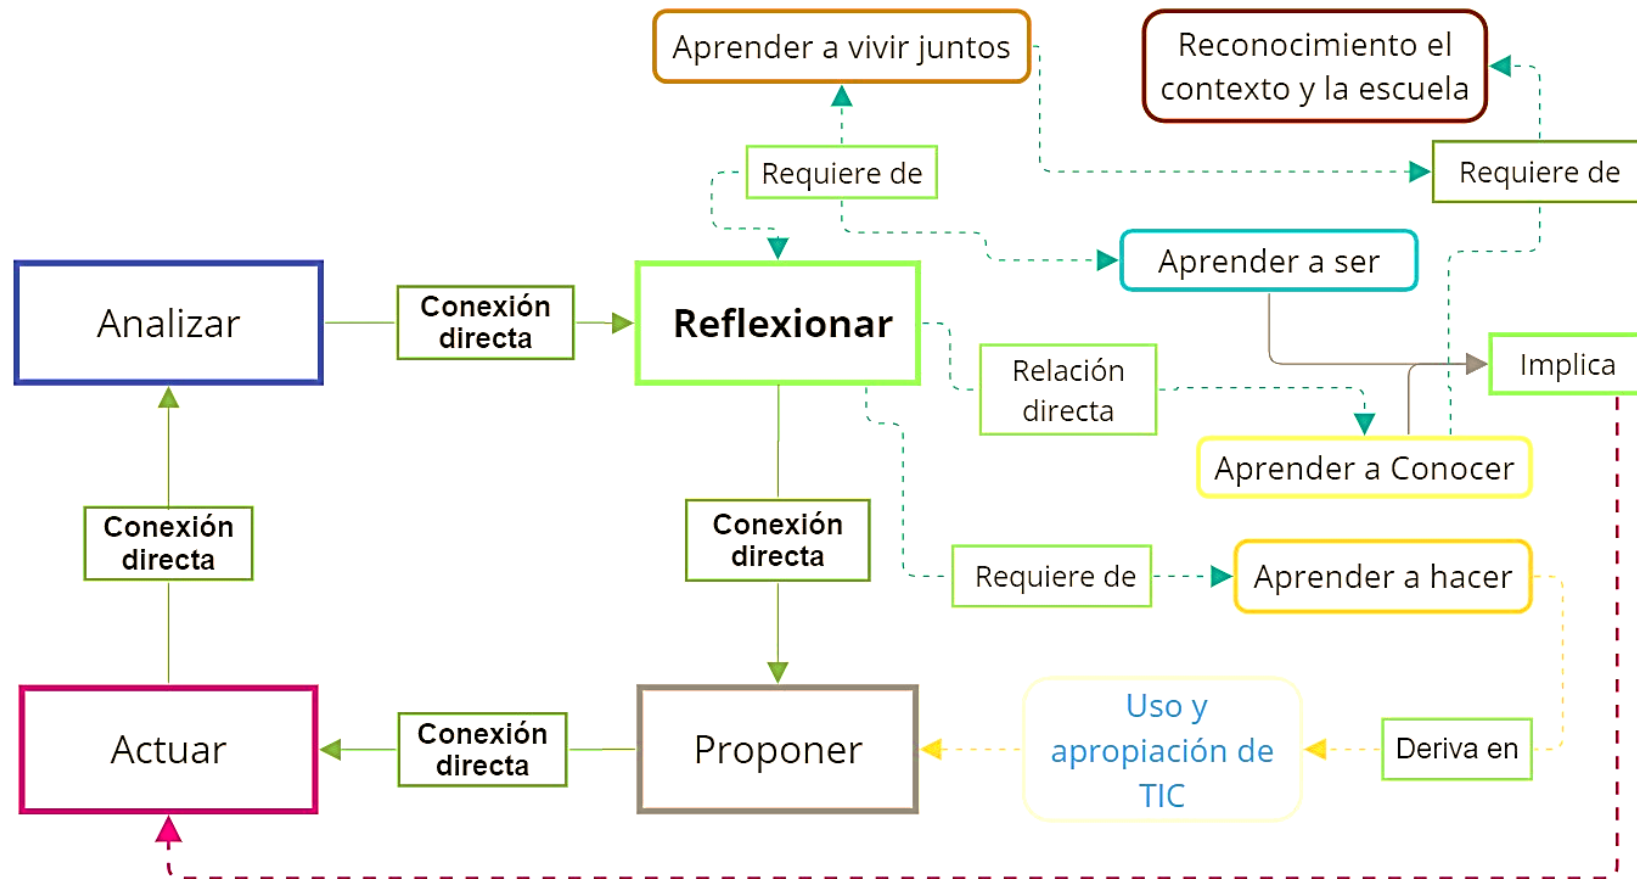 Aprender a vivir juntos
Reconocimiento el
contexto y la escuela
Requiere de
Requiere de
Aprender a ser
Analizar
Conexión
directa
Reflexionar
Relación
directa
Implica
Aprender a Conocer
Conexión
directa
Conexión
directa
Requiere de
Aprender a hacer
Actuar
Conexión
directa
Proponer
Uso y
apropiación de
TIC
Deriva en